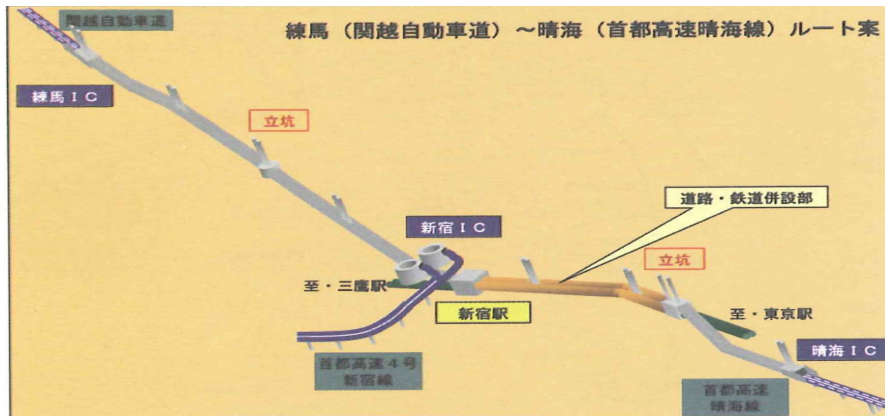 関越自動車道
練馬（関越自動車道）～晴海（首都高速晴海線）ルート案
練馬ＩＣ
立坑
道路・鉄道併設部
新宿ＩＣ
立坑
至・三鷹駅
新宿駅
至・東京駅
晴海ＩＣ
首都高速４号
新宿線
首都高速
晴海線